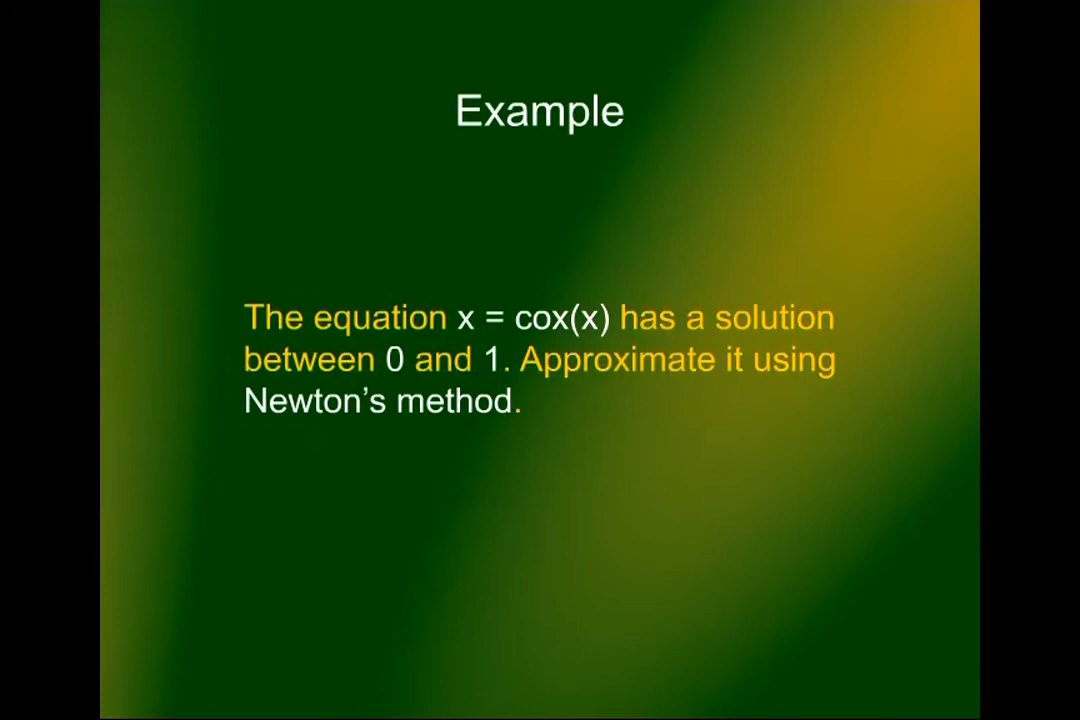 Example
The equation x = cox(x) has a solution
between 0 and 1. Approximate it using
Newton’s method.